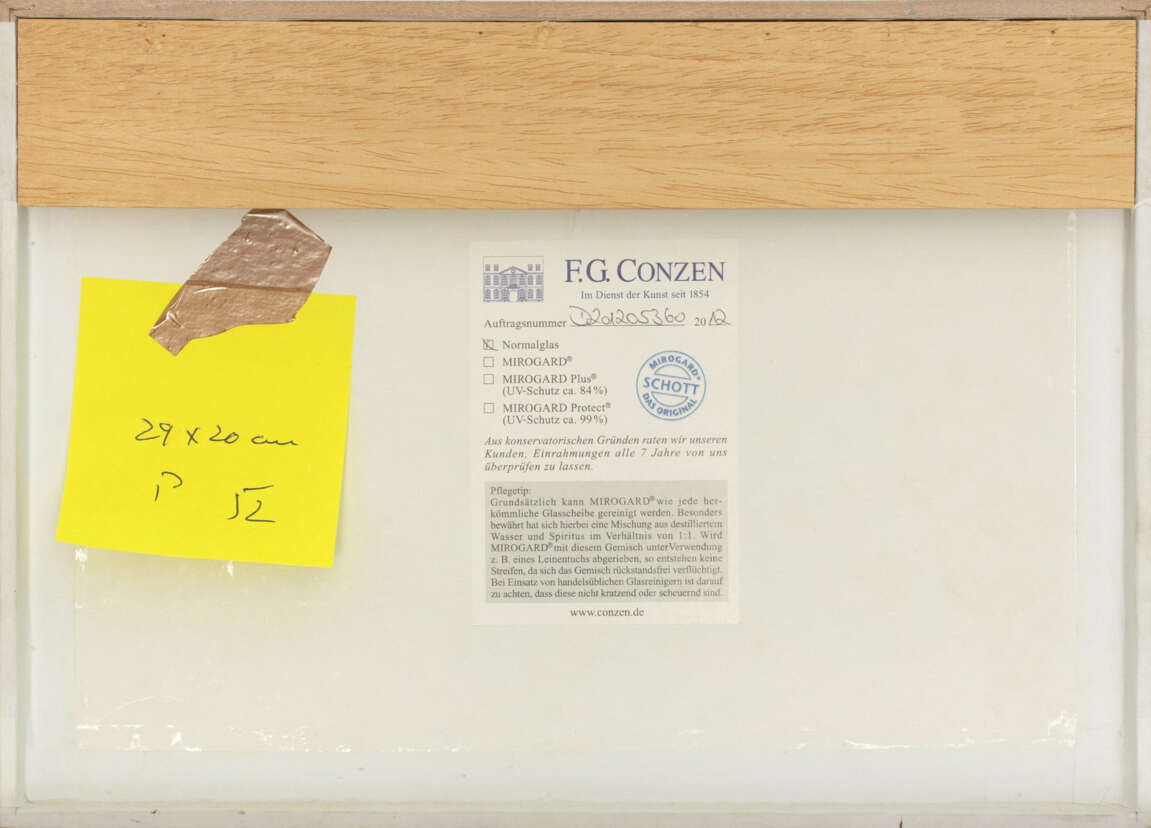 29 x 20 cm
P 52
F.G. CONZEN
Im Dienst der Kunst seit 1854
Auftragsnummer D201205360 2012
Normalglas
MIROGARD®
MIROGARD Plus®
(UV-Schutz ca. 84%)
MIROGARD Protect®
(UV-Schutz ca. 99%)
MIROGARD®
SCHOTT
DAS ORIGINAL
Aus konservatorischen Gründen raten wir unseren
Kunden, Einrahmungen alle 7 Jahre von uns
überprüfen zu lassen.
Pflegetip:
Grundsätzlich kann MIROGARD® wie jede her-
kömmliche Glasscheibe gereinigt werden. Besonders
bewährt hat sich hierbei eine Mischung aus destilliertem
Wasser und Spiritus im Verhältnis von 1:1. Wird
MIROGARD® mit diesem Gemisch unter Verwendung
z. B. eines Leinentuchs abgerieben, so entstehen keine
Streifen, da sich das Gemisch rückstandsfrei verflüchtigt.
Bei Einsatz von handelsüblichen Glasreinigern ist darauf
zu achten, dass diese nicht kratzend oder scheuernd sind.
www.conzen.de